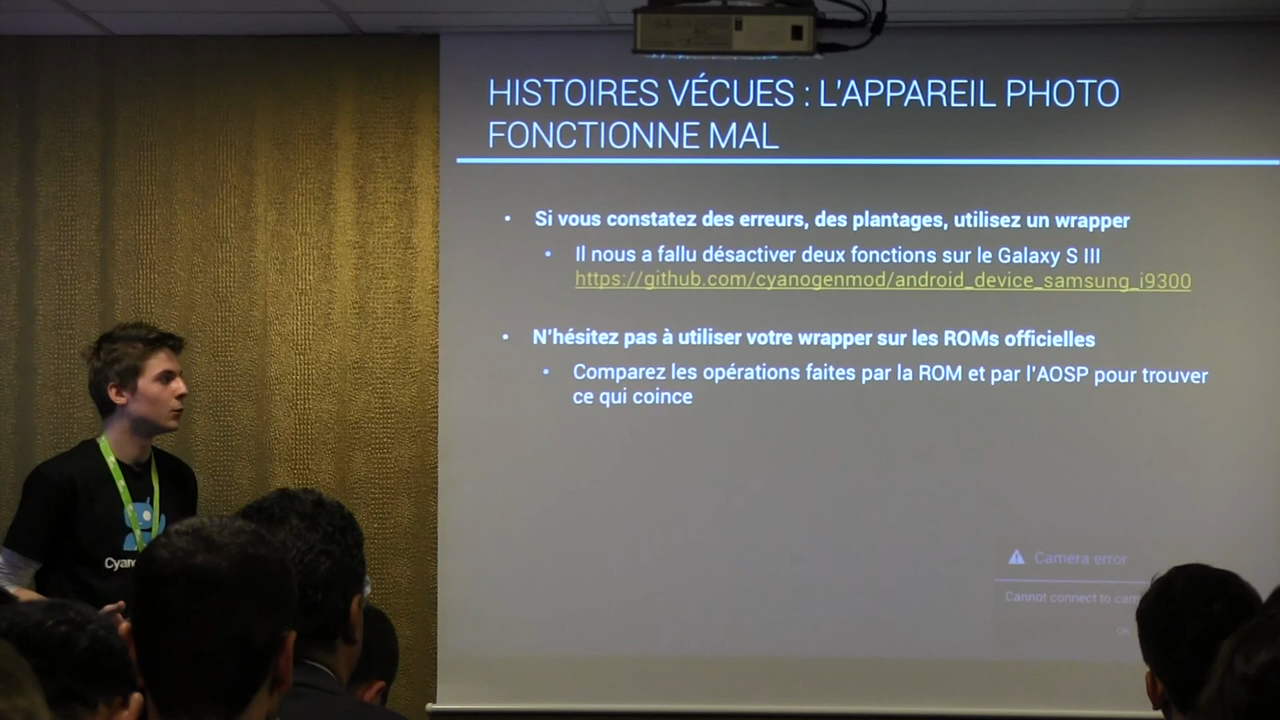 HISTOIRES VÉCUES : L'APPAREIL PHOTO
FONCTIONNE MAL
• Si vous constatez des erreurs, des plantages, utilisez un wrapper
• Il nous a fallu désactiver deux fonctions sur le Galaxy S III
https://github.com/cyanogenmod/android_device_samsung_i9300
• N'hésitez pas à utiliser votre wrapper sur les ROMs officielles
• Comparez les opérations faites par la ROM et par l'AOSP pour trouver
ce qui coince
Camera error
Cannot connect to
OK